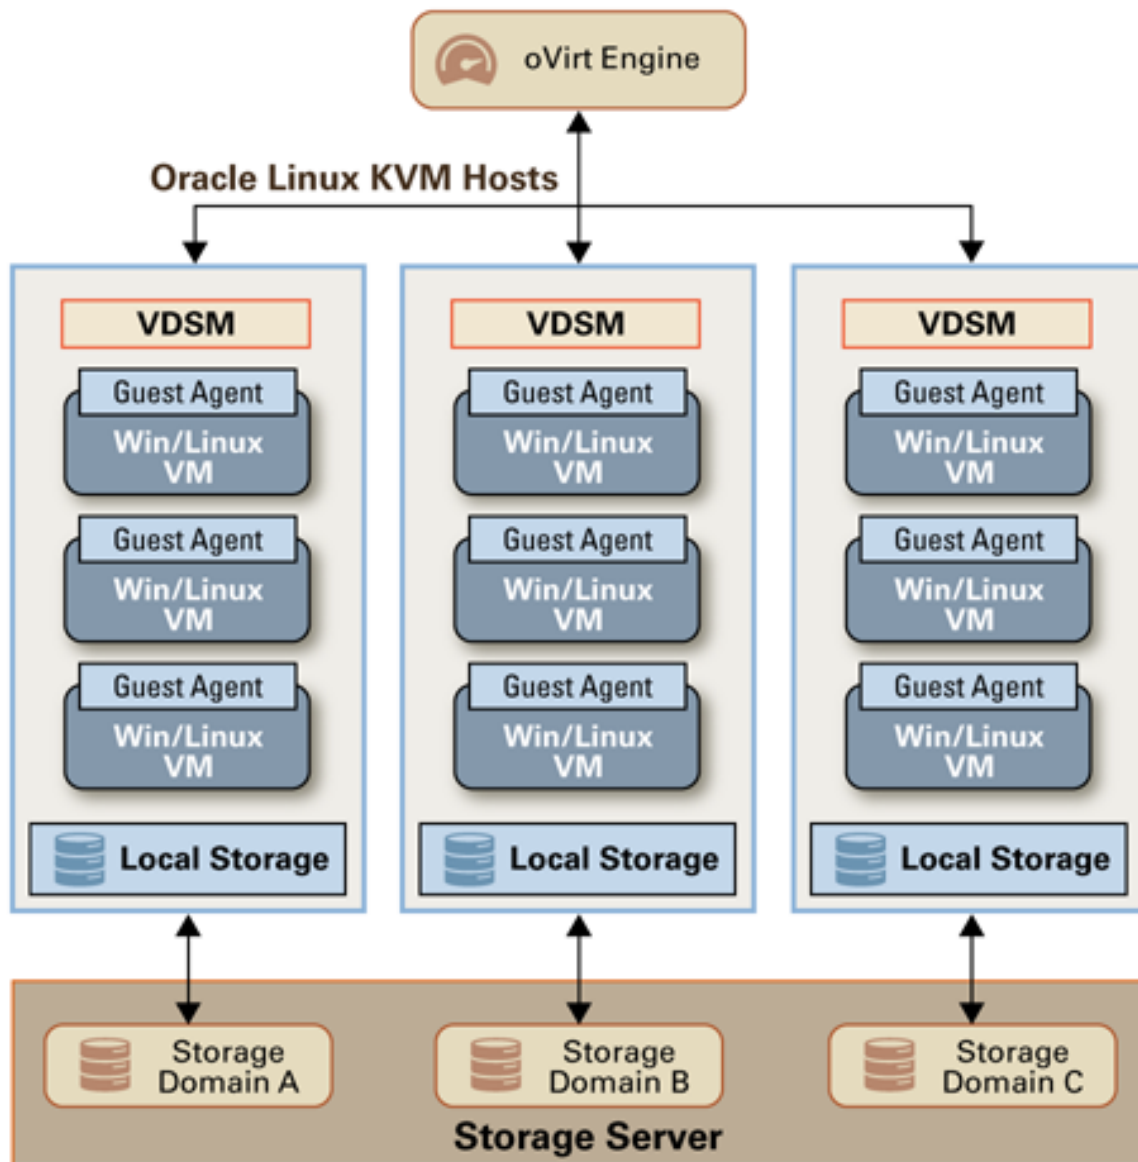 oVirt Engine
Oracle Linux KVM Hosts
VDSM
Guest Agent
Win/Linux
VM
Guest Agent
Win/Linux
VM
Guest Agent
Win/Linux
VM
Local Storage
VDSM
Guest Agent
Win/Linux
VM
Guest Agent
Win/Linux
VM
Guest Agent
Win/Linux
VM
Local Storage
VDSM
Guest Agent
Win/Linux
VM
Guest Agent
Win/Linux
VM
Guest Agent
Win/Linux
VM
Local Storage
Storage
Domain A
Storage
Domain B
Storage
Domain C
Storage Server